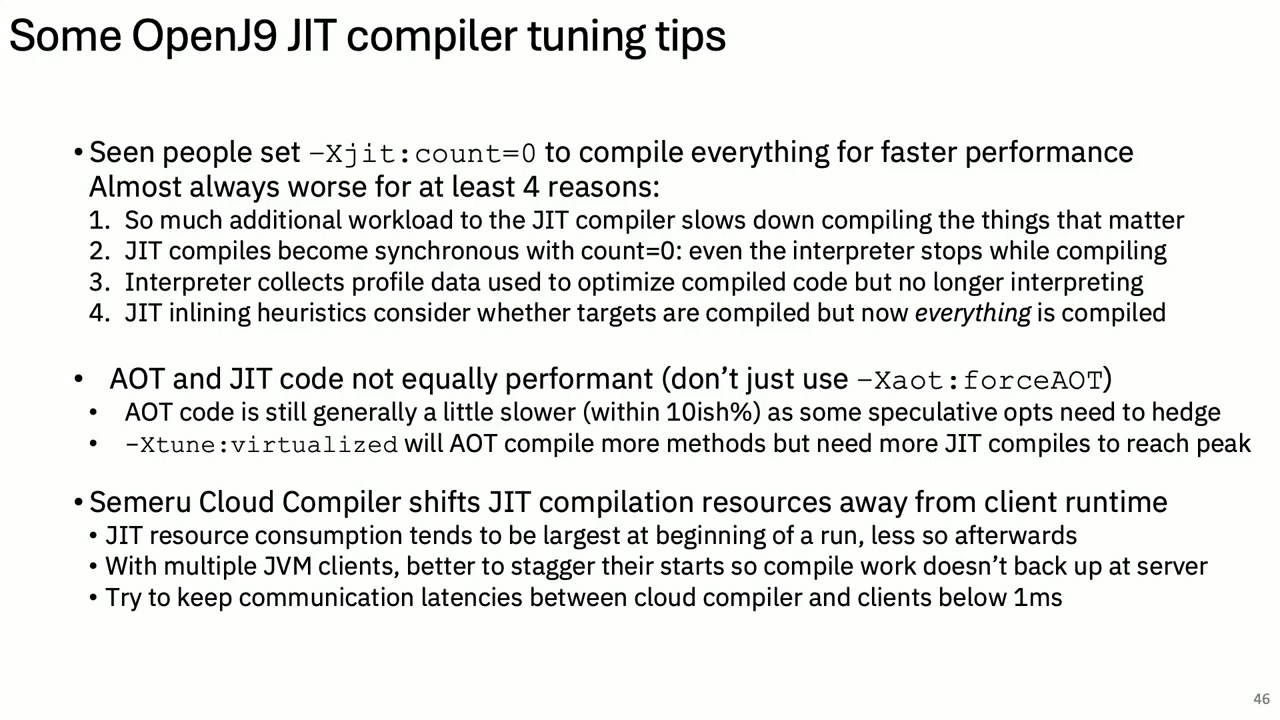 Some OpenJ9 JIT compiler tuning tips
• Seen people set –Xjit:count=0 to compile everything for faster performance
Almost always worse for at least 4 reasons:
1. So much additional workload to the JIT compiler slows down compiling the things that matter
2. JIT compiles become synchronous with count=0: even the interpreter stops while compiling
3. Interpreter collects profile data used to optimize compiled code but no longer interpreting
4. JIT inlining heuristics consider whether targets are compiled but now everything is compiled
• AOT and JIT code not equally performant (don’t just use –Xaot:forceAOT)
• AOT code is still generally a little slower (within 10ish%) as some speculative opts need to hedge
• –Xtune:virtualized will AOT compile more methods but need more JIT compiles to reach peak
• Semeru Cloud Compiler shifts JIT compilation resources away from client runtime
• JIT resource consumption tends to be largest at beginning of a run, less so afterwards
• With multiple JVM clients, better to stagger their starts so compile work doesn’t back up at server
• Try to keep communication latencies between cloud compiler and clients below 1ms
46